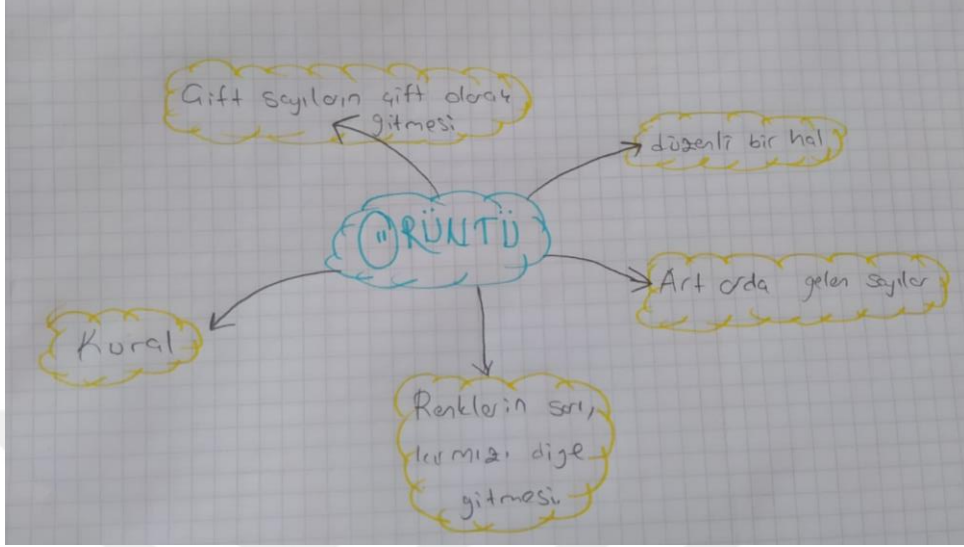 Çift sayıların çift olarak
gitmesi
düzenli bir hal
ÖRÜNTÜ
Art arda gelen sayılar
Kural
Renklerin sarı,
kırmızı diye
gitmesi